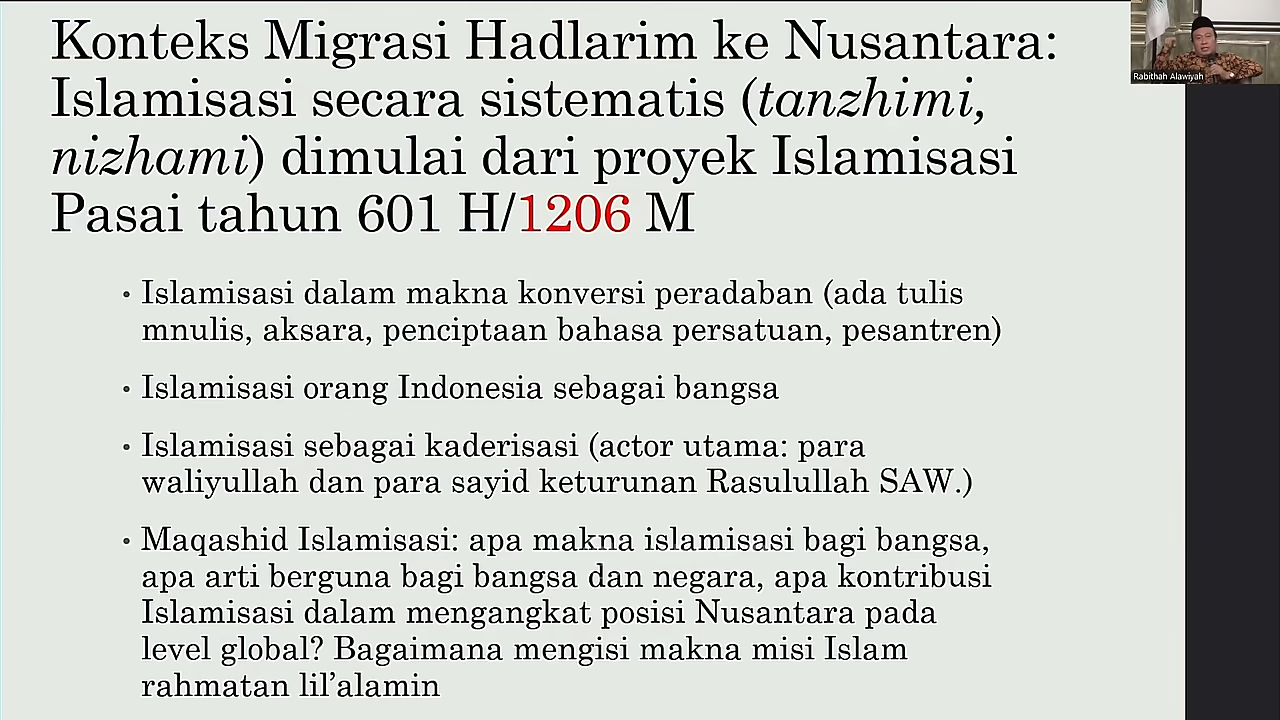 Konteks Migrasi Hadlarim ke Nusantara:
Islamisasi secara sistematis (tanzhimi,
nizhami) dimulai dari proyek Islamisasi
Pasai tahun 601 H/1206 M
• Islamisasi dalam makna konversi peradaban (ada tulis
mnulis, aksara, penciptaan bahasa persatuan, pesantren)
• Islamisasi orang Indonesia sebagai bangsa
• Islamisasi sebagai kaderisasi (actor utama: para
waliyullah dan para sayid keturunan Rasulullah SAW.)
• Maqashid Islamisasi: apa makna islamisasi bagi bangsa,
apa arti berguna bagi bangsa dan negara, apa kontribusi
Islamisasi dalam mengangkat posisi Nusantara pada
level global? Bagaimana mengisi makna misi Islam
rahmatan lil’alamin
Rabithah Alawiyah